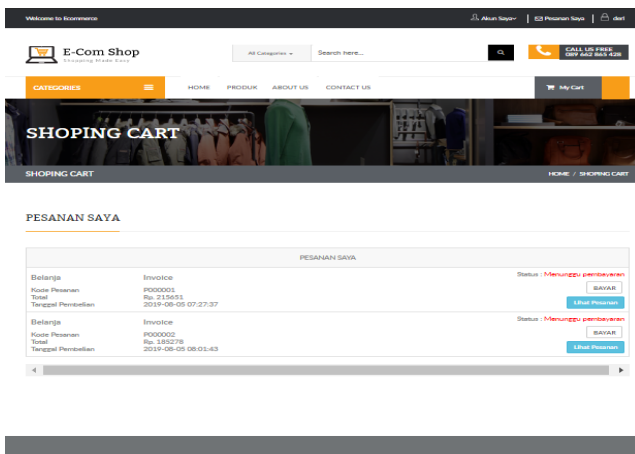 Welcome to Ecommerce
Akun Saya
Pesanan Saya
dori
E-Com Shop
Shopping Made Easy
All Categories
Search here...
CALL US FREE
089 662 863 428
CATEGORIES
HOME
PRODUK
ABOUT US
CONTACT US
My Cart
SHOPING CART
SHOPING CART
HOME / SHOPING CART
PESANAN SAYA
PESANAN SAYA
Belanja Invoice Status : Menunggu pembayaran
Kode Pesanan P000001 BAYAR
Total Rp. 215651
Tanggal Pembelian 2019-08-05 07:27:37 Lihat Pesanan
Belanja Invoice Status : Menunggu pembayaran
Kode Pesanan P000002 BAYAR
Total Rp. 185278
Tanggal Pembelian 2019-08-05 08:01:43 Lihat Pesanan